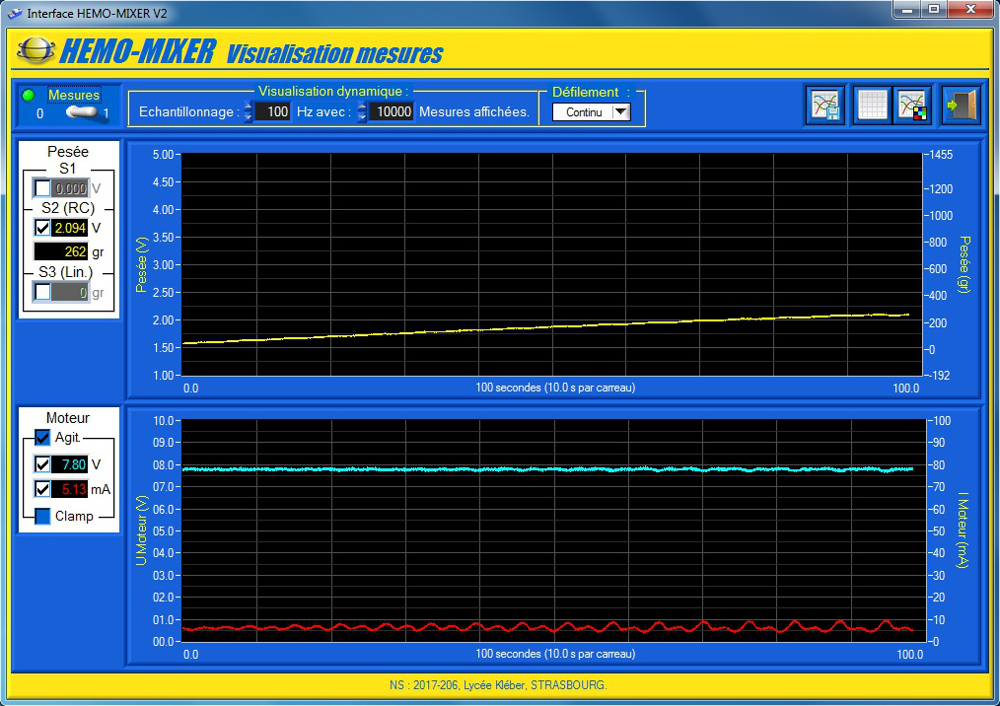 Interface HEMO-MIXER V2
HEMO-MIXER Visualisation mesures
Mesures
0 1
Visualisation dynamique :
Echantillonnage : 100 Hz avec : 10000 Mesures affichées.
Défilement :
Continu
Pesée
S1
0.000 V
S2 (RC)
2.094 V
262 gr
S3 (Lin.)
0 gr
Pesée (V)
5.00
4.50
4.00
3.50
3.00
2.50
2.00
1.50
1.00
1455
1200
1000
800
600
400
200
0
-192
Pesée (gr)
0.0 100 secondes (10.0 s par carreau) 100.0
Moteur
Agit.
7.80 V
5.13 mA
Clamp
U Moteur (V)
10.0
09.0
08.0
07.0
06.0
05.0
04.0
03.0
02.0
01.0
00.0
100
90
80
70
60
50
40
30
20
10
0
I Moteur (mA)
0.0 100 secondes (10.0 s par carreau) 100.0
NS : 2017-206, Lycée Kléber, STRASBOURG.